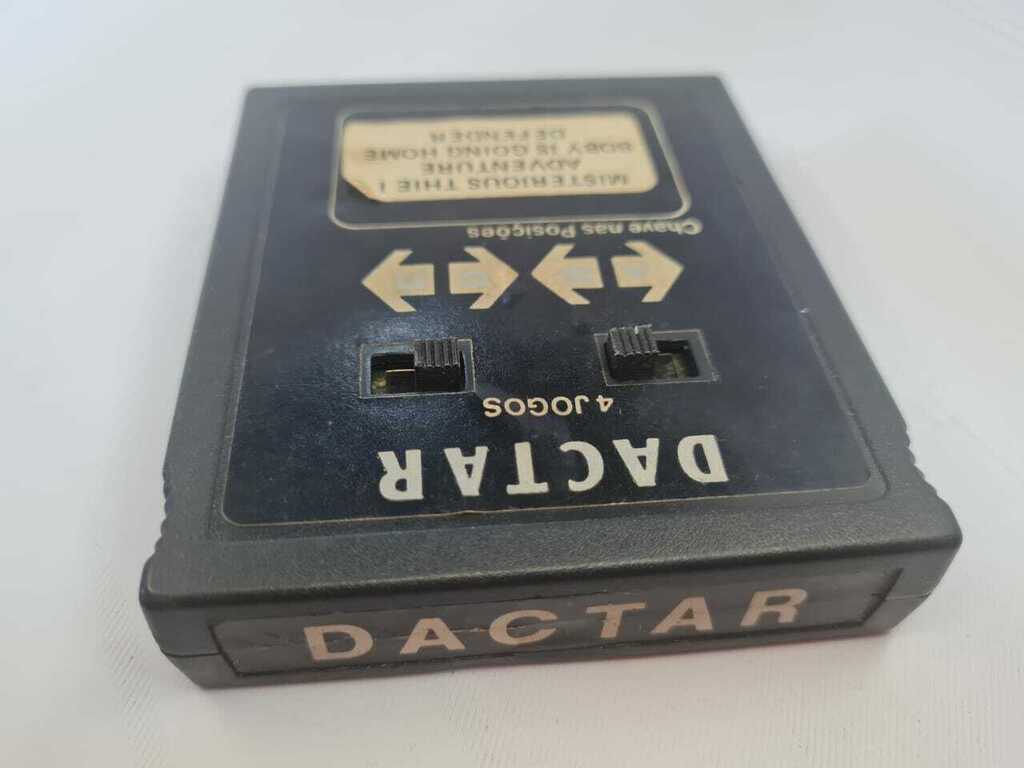 DACTAR
4 JOGOS
Chave nas Posições
MISTERIOUS THIE I
ADVENTURE
BOBY IS GOING HOME
DEFENDER
DACTAR